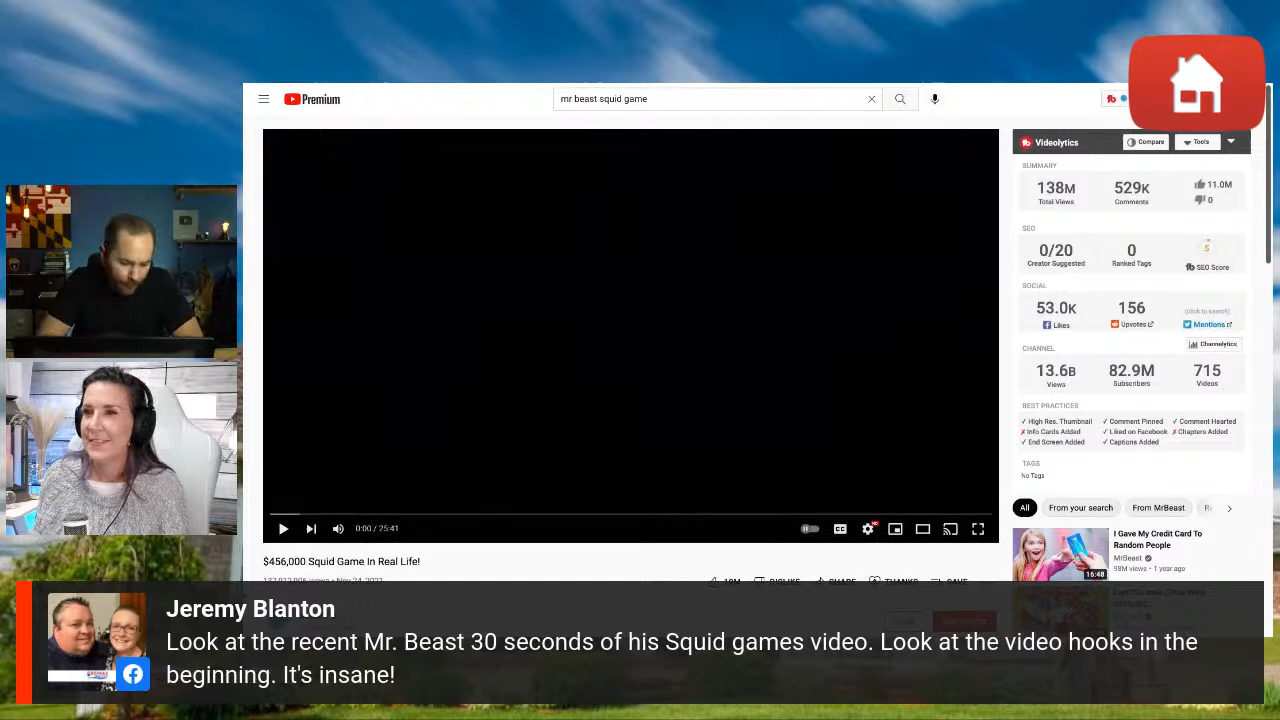 Premium
mr beast squid game
Videolytics
Compare
Tools
SUMMARY
138M
529K
11.0M
Total Views
Comments
0
SEO
0/20
0
Creator Suggested
Ranked Tags
SEO Score
SOCIAL
53.0K
156
(click to search)
Likes
Upvotes
Mentions
CHANNEL
Channelytics
13.6B
82.9M
715
Views
Subscribers
Videos
BEST PRACTICES
✓ High Res. Thumbnail ✓ Comment Pinned ✓ Comment Hearted
✗ Info Cards Added ✓ Liked on Facebook ✗ Chapters Added
✓ End Screen Added ✓ Captions Added
TAGS
No Tags
All
From your search
From MrBeast
0:00 / 25:41
CC
$456,000 Squid Game In Real Life!
I Gave My Credit Card To
Random People
MrBeast
98M views • 1 year ago
16:48
Jeremy Blanton
Look at the recent Mr. Beast 30 seconds of his Squid games video. Look at the video hooks in the
beginning. It's insane!